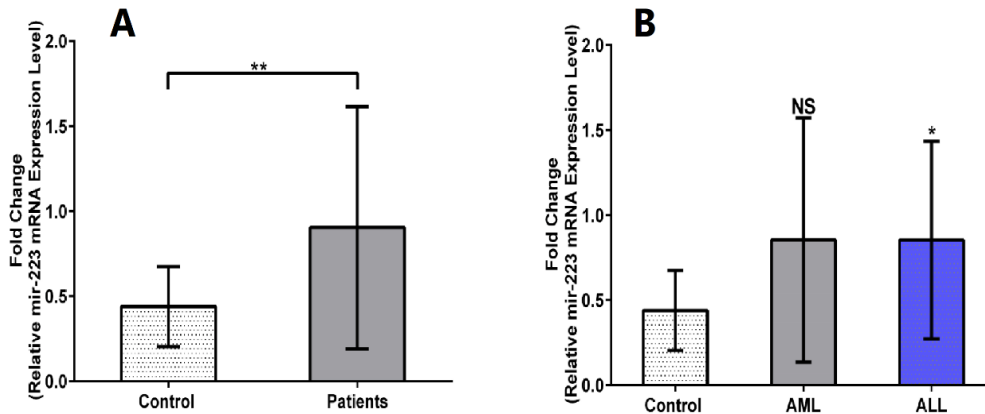 A
Fold Change
(Relative mir-223 mRNA Expression Level)
2.0
1.5
1.0
0.5
0.0
**
Control Patients
B
Fold Change
(Relative mir-223 mRNA Expression Level)
2.0
1.5
1.0
0.5
0.0
NS
*
Control AML ALL